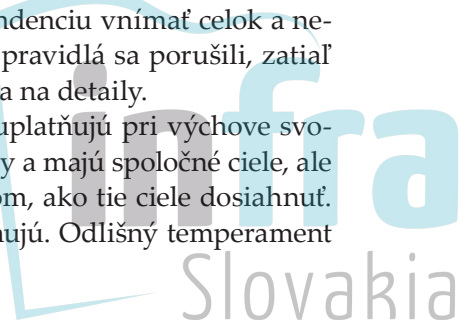 ndenciu vnímať celok a ne-
pravidlá sa porušili, zatiaľ
a na detaily.
uplatňujú pri výchove svo-
y a majú spoločné ciele, ale
om, ako tie ciele dosiahnuť.
nujú. Odlišný temperament
infra
Slovakia